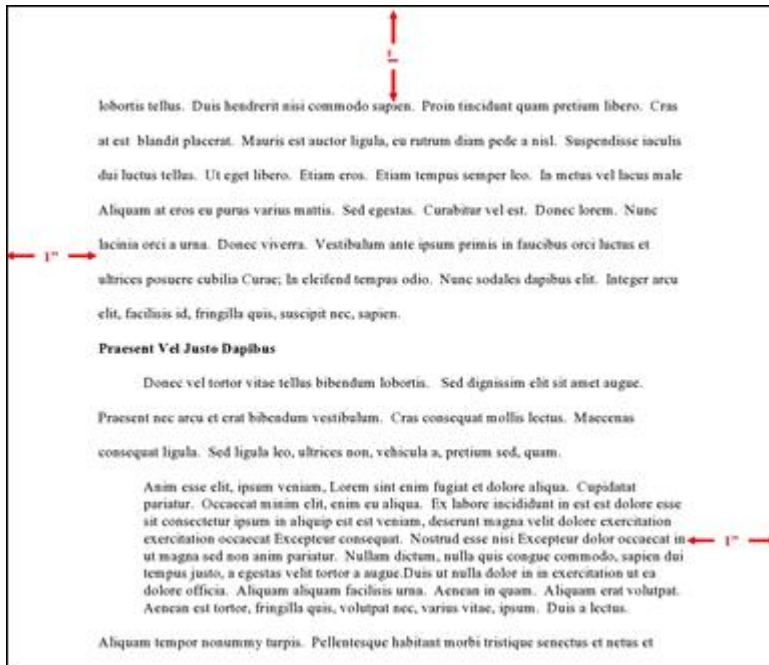 1"
lobortis tellus. Duis hendrerit nisi commodo sapien. Proin tincidunt quam pretium libero. Cras
at est blandit placerat. Mauris est auctor ligula, eu rutrum diam pede a nisl. Suspendisse iaculis
dui luctus tellus. Ut eget libero. Etiam eros. Etiam tempus semper leo. In metus vel lacus male
Aliquam at eros eu purus varius mattis. Sed egestas. Curabitur vel est. Donec lorem. Nunc
lacinia orci a urna. Donec viverra. Vestibulum ante ipsum primis in faucibus orci luctus et
1"
ultrices posuere cubilia Curae; In eleifend tempus odio. Nunc sodales dapibus elit. Integer arcu
elit, facilisis id, fringilla quis, suscipit nec, sapien.
Praesent Vel Justo Dapibus
Donec vel tortor vitae tellus bibendum lobortis. Sed dignissim elit sit amet augue.
Praesent nec arcu et erat bibendum vestibulum. Cras consequat mollis lectus. Maecenas
consequat ligula. Sed ligula leo, ultrices non, vehicula a, pretium sed, quam.
Anim esse elit, ipsum veniam, Lorem sint enim fugiat et dolore aliqua. Cupidatat
pariatur. Occaecat minim elit, enim eu aliqua. Ex labore incididunt in est est dolore esse
sit consectetur ipsum in aliquip est est veniam, deserunt magna velit dolore exercitation
exercitation occaecat Excepteur consequat. Nostrud esse nisi Excepteur dolor occaecat in
1"
ut magna sed non anim pariatur. Nullam dictum, nulla quis congue commodo, sapien dui
tempus justo, a egestas velit tortor a augue.Duis ut nulla dolor in in exercitation ut ea
dolore officia. Aliquam aliquam facilisis urna. Aenean in quam. Aliquam erat volutpat.
Aenean est tortor, fringilla quis, volutpat nec, varius vitae, ipsum. Duis a lectus.
Aliquam tempor nonummy turpis. Pellentesque habitant morbi tristique senectus et netus et